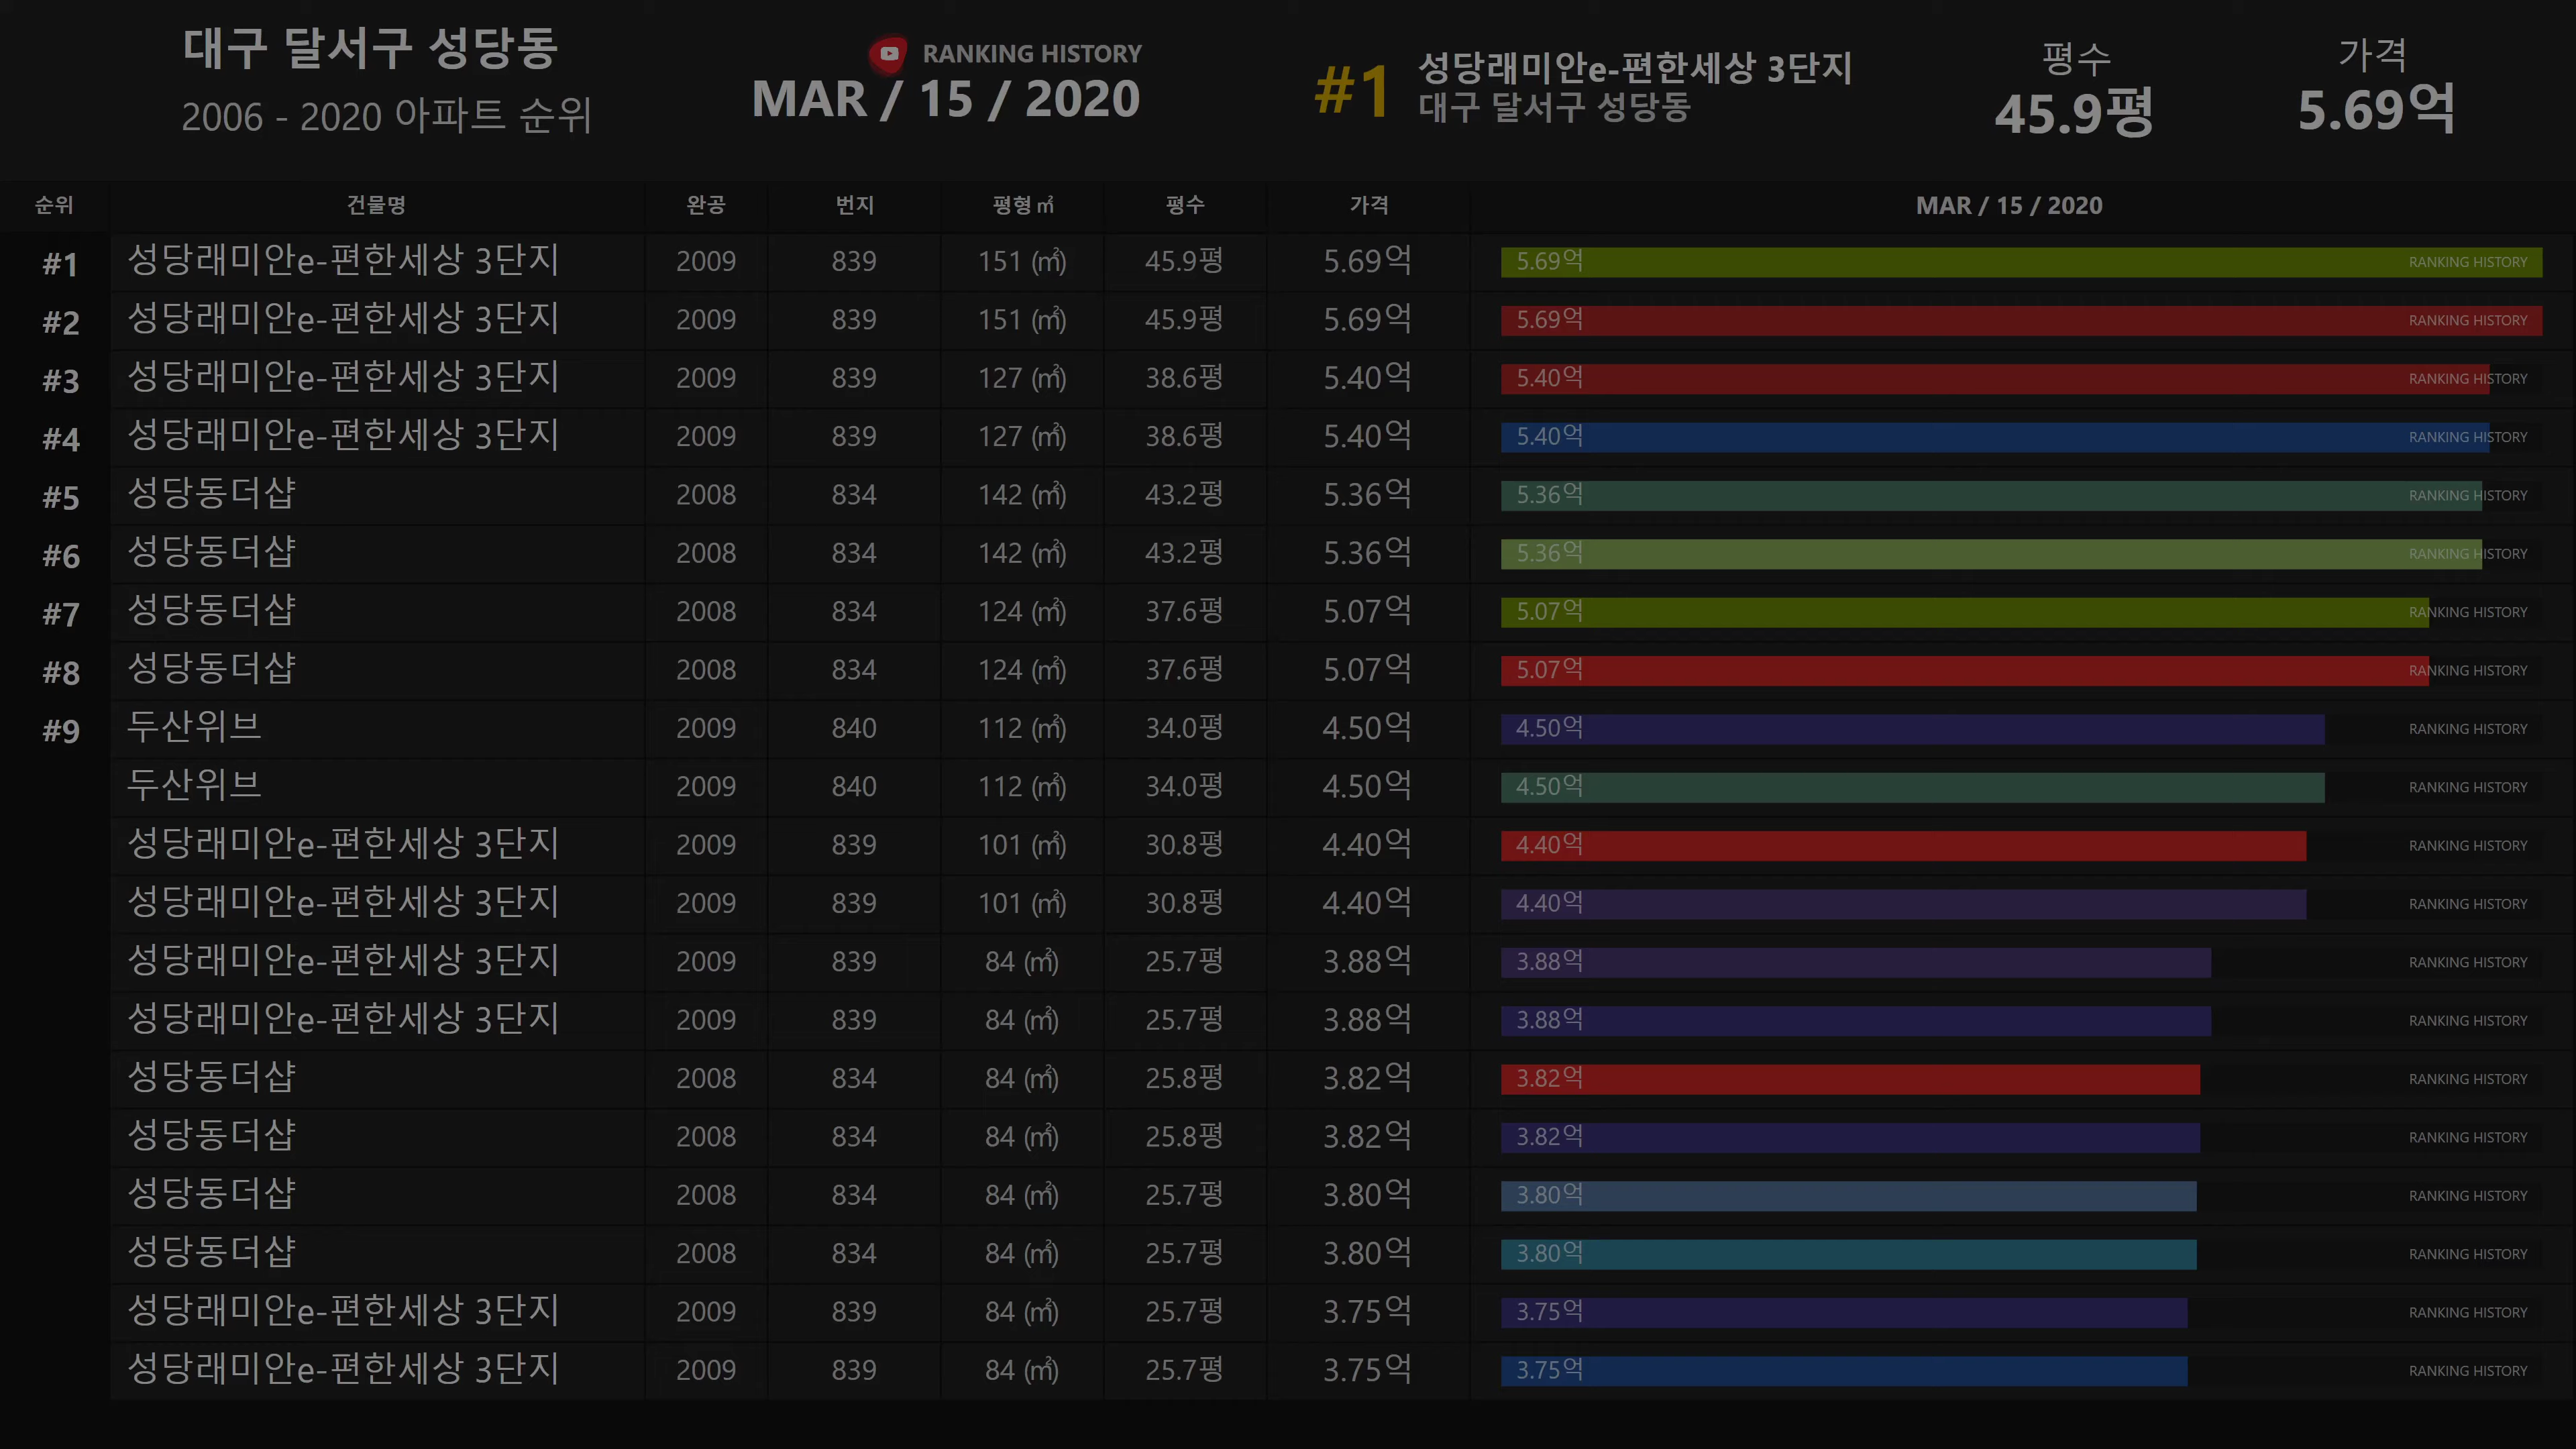 대구 달서구 성당동
2006 - 2020 아파트 순위
RANKING HISTORY
MAR / 15 / 2020
#1
성당래미안e-편한세상 3단지
대구 달서구 성당동
평수
45.9평
가격
5.69억
순위 건물명 완공 번지 평형㎡ 평수 가격 MAR / 15 / 2020
#1 성당래미안e-편한세상 3단지 2009 839 151 (㎡) 45.9평 5.69억 5.69억 RANKING HISTORY
#2 성당래미안e-편한세상 3단지 2009 839 151 (㎡) 45.9평 5.69억 5.69억 RANKING HISTORY
#3 성당래미안e-편한세상 3단지 2009 839 127 (㎡) 38.6평 5.40억 5.40억 RANKING HISTORY
#4 성당래미안e-편한세상 3단지 2009 839 127 (㎡) 38.6평 5.40억 5.40억 RANKING HISTORY
#5 성당동더샵 2008 834 142 (㎡) 43.2평 5.36억 5.36억 RANKING HISTORY
#6 성당동더샵 2008 834 142 (㎡) 43.2평 5.36억 5.36억 RANKING HISTORY
#7 성당동더샵 2008 834 124 (㎡) 37.6평 5.07억 5.07억 RANKING HISTORY
#8 성당동더샵 2008 834 124 (㎡) 37.6평 5.07억 5.07억 RANKING HISTORY
#9 두산위브 2009 840 112 (㎡) 34.0평 4.50억 4.50억 RANKING HISTORY
두산위브 2009 840 112 (㎡) 34.0평 4.50억 4.50억 RANKING HISTORY
성당래미안e-편한세상 3단지 2009 839 101 (㎡) 30.8평 4.40억 4.40억 RANKING HISTORY
성당래미안e-편한세상 3단지 2009 839 101 (㎡) 30.8평 4.40억 4.40억 RANKING HISTORY
성당래미안e-편한세상 3단지 2009 839 84 (㎡) 25.7평 3.88억 3.88억 RANKING HISTORY
성당래미안e-편한세상 3단지 2009 839 84 (㎡) 25.7평 3.88억 3.88억 RANKING HISTORY
성당동더샵 2008 834 84 (㎡) 25.8평 3.82억 3.82억 RANKING HISTORY
성당동더샵 2008 834 84 (㎡) 25.8평 3.82억 3.82억 RANKING HISTORY
성당동더샵 2008 834 84 (㎡) 25.7평 3.80억 3.80억 RANKING HISTORY
성당동더샵 2008 834 84 (㎡) 25.7평 3.80억 3.80억 RANKING HISTORY
성당래미안e-편한세상 3단지 2009 839 84 (㎡) 25.7평 3.75억 3.75억 RANKING HISTORY
성당래미안e-편한세상 3단지 2009 839 84 (㎡) 25.7평 3.75억 3.75억 RANKING HISTORY